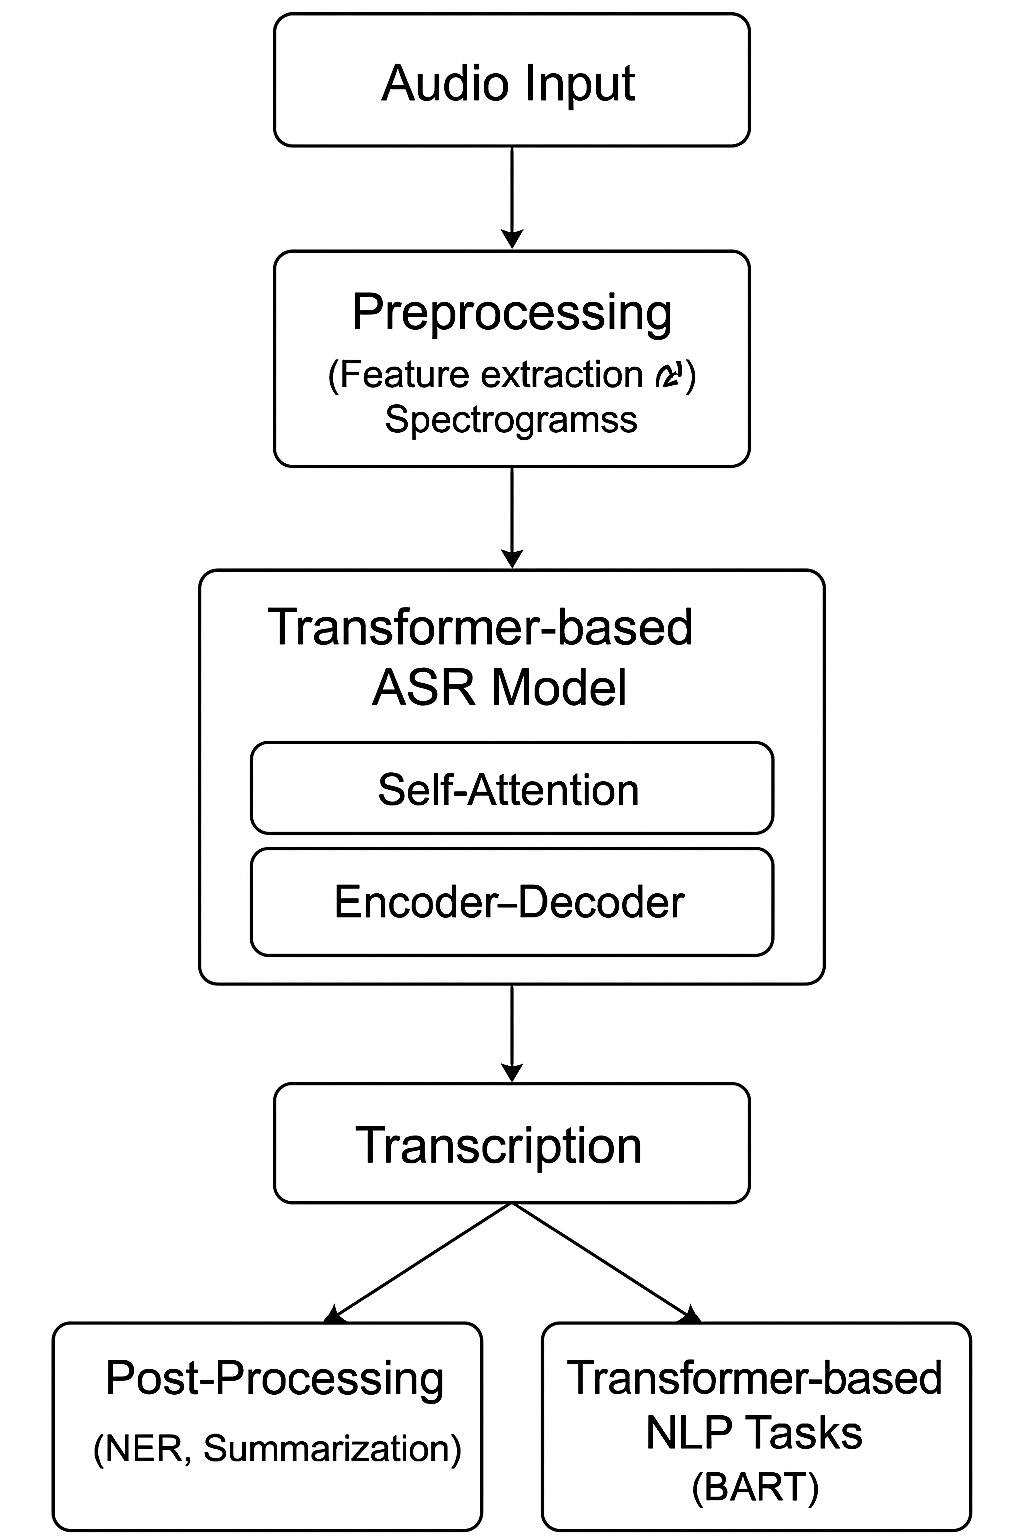 Audio Input
Preprocessing
(Feature extraction )
Spectrogramss
Transformer-based
ASR Model
Self-Attention
Encoder–Decoder
Transcription
Post-Processing
(NER, Summarization)
Transformer-based
NLP Tasks
(BART)